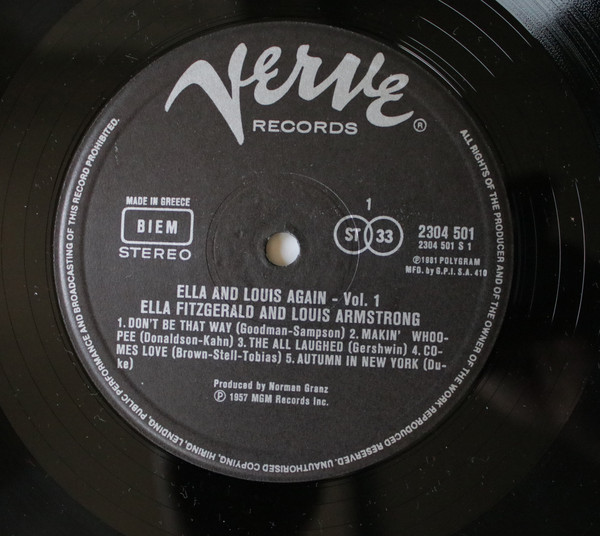 Verve
RECORDS
®
MADE IN GREECE
BIEM
STEREO
1
ST 33
2304 501
2304 501 S 1
℗1981 POLYGRAM
MFD. by G.P.I. S.A. 410
ELLA AND LOUIS AGAIN - Vol. 1
ELLA FITZGERALD AND LOUIS ARMSTRONG
1. DON'T BE THAT WAY (Goodman-Sampson) 2. MAKIN' WHOO-
PEE (Donaldson-Kahn) 3. THE ALL LAUGHED (Gershwin) 4. CO-
MES LOVE (Brown-Stell-Tobias) 5. AUTUMN IN NEW YORK (Du-
ke)
Produced by Norman Granz
℗ 1957 MGM Records Inc.
ALL RIGHTS OF THE PRODUCER AND OF THE OWNER OF THE WORK REPRODUCED RESERVED. UNAUTHORISED COPYING, HIRING, LENDING, PUBLIC PERFORMANCE AND BROADCASTING OF THIS RECORD PROHIBITED.